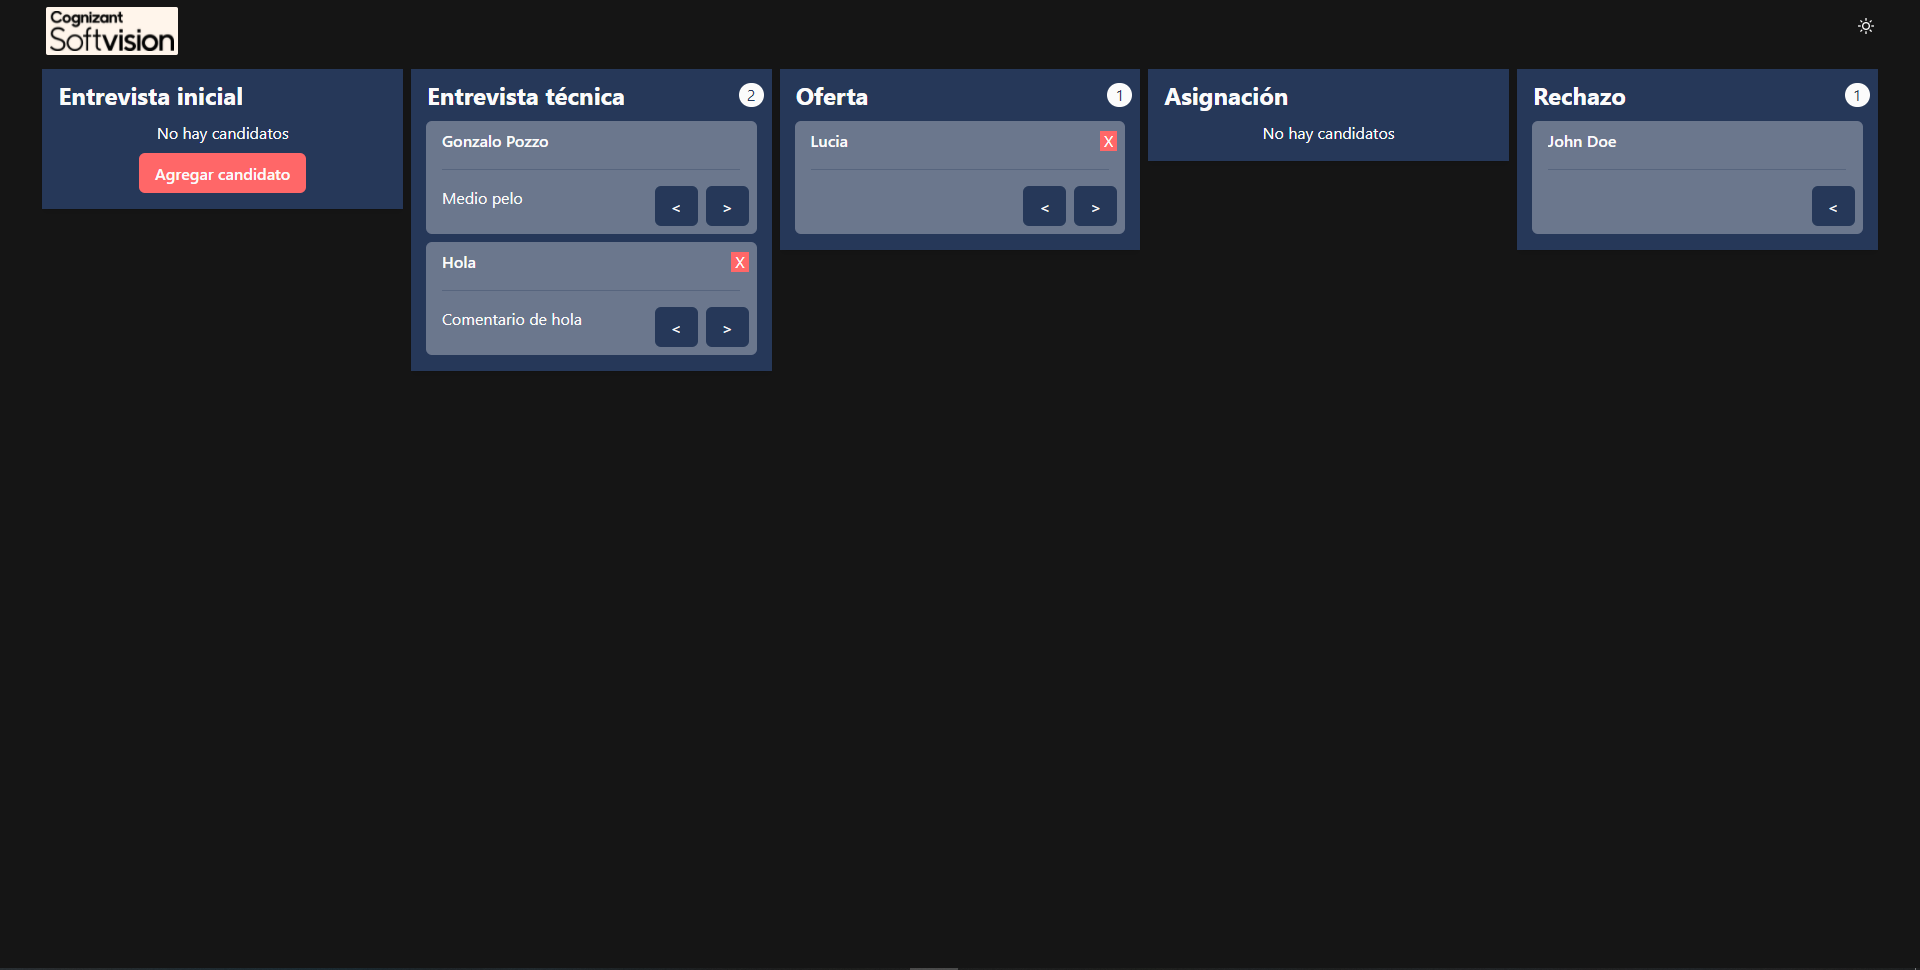 Cognizant
Softvision
Entrevista inicial
No hay candidatos
Agregar candidato
Entrevista técnica
2
Gonzalo Pozzo
Medio pelo
<
>
Hola
X
Comentario de hola
<
>
Oferta
1
Lucia
X
<
>
Asignación
No hay candidatos
Rechazo
1
John Doe
<